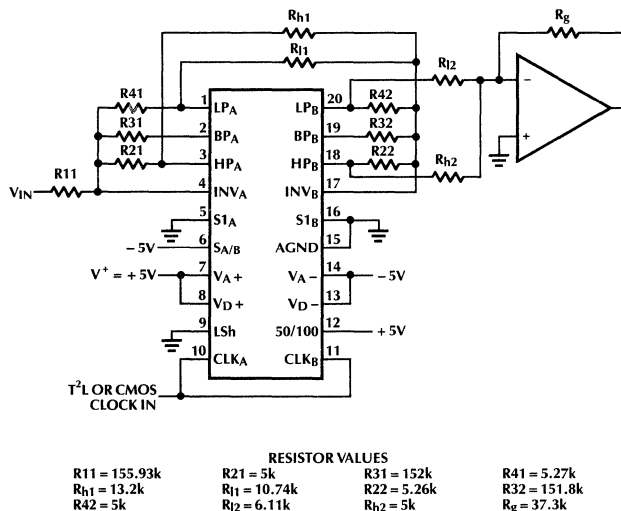 Rh1
Rg
Rl1
Rl2
R41 1 LPA LPB 20 R42
R31 2 BPA BPB 19 R32
R21 3 HPA HPB 18 R22
Rh2
VIN R11 4 INVA INVB 17
5 S1A S1B 16
−5V 6 SA/B AGND 15
V+ = +5V 7 VA+ VA− 14 −5V
8 VD+ VD− 13
9 LSh 50/100 12 +5V
10 CLKA CLKB 11
T²L OR CMOS
CLOCK IN
− +
RESISTOR VALUES
R11 = 155.93k R21 = 5k R31 = 152k R41 = 5.27k
Rh1 = 13.2k Rl1 = 10.74k R22 = 5.26k R32 = 151.8k
R42 = 5k Rl2 = 6.11k Rh2 = 5k Rg = 37.3k